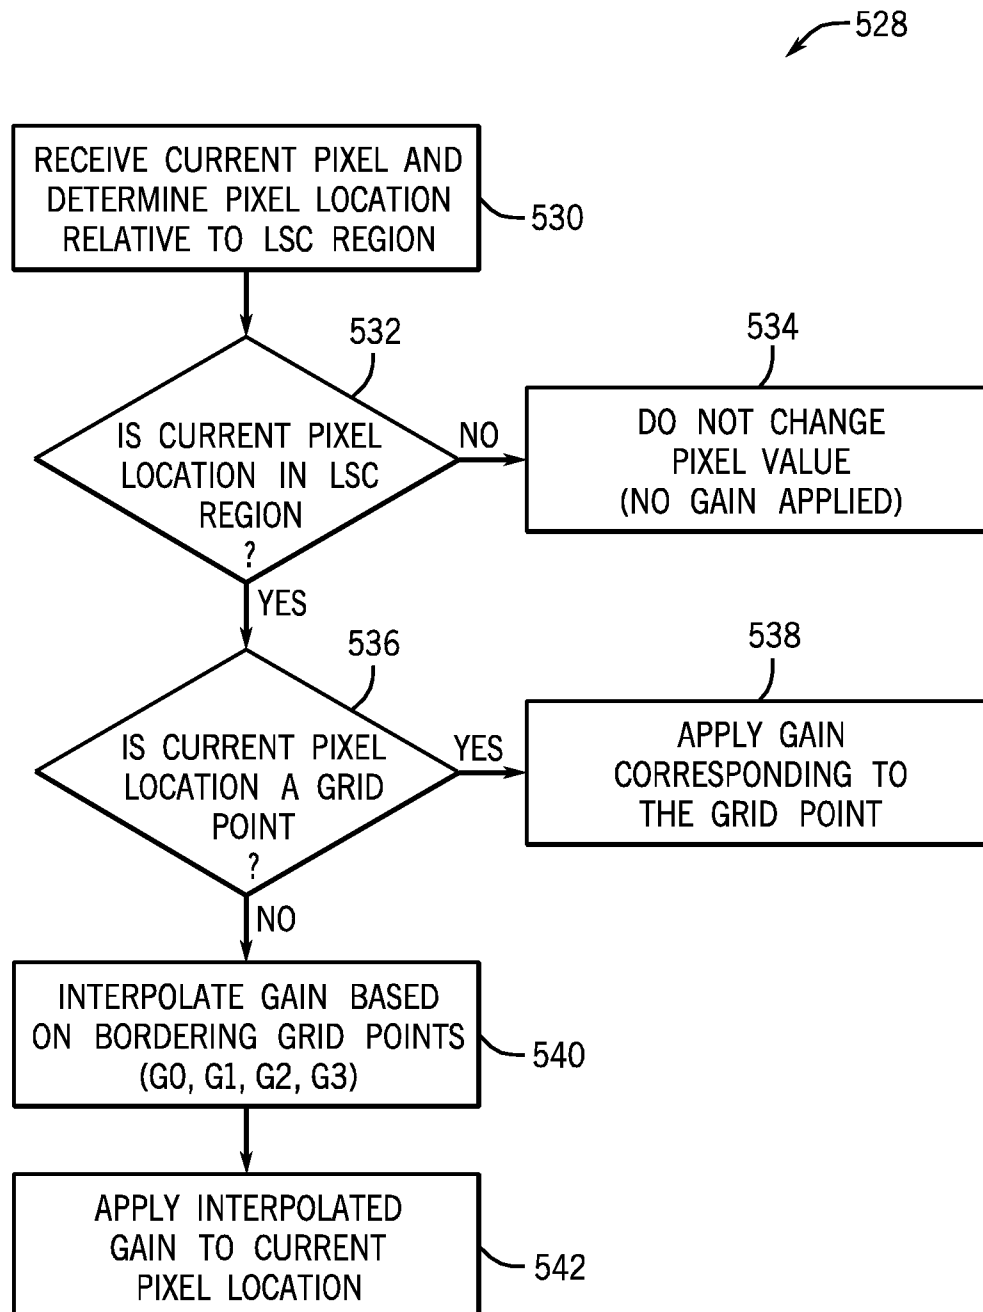 528
RECEIVE CURRENT PIXEL AND
DETERMINE PIXEL LOCATION
RELATIVE TO LSC REGION
530
532
IS CURRENT PIXEL
LOCATION IN LSC
REGION
?
NO
534
DO NOT CHANGE
PIXEL VALUE
(NO GAIN APPLIED)
YES
536
IS CURRENT PIXEL
LOCATION A GRID
POINT
?
YES
538
APPLY GAIN
CORRESPONDING TO
THE GRID POINT
NO
INTERPOLATE GAIN BASED
ON BORDERING GRID POINTS
(G0, G1, G2, G3)
540
APPLY INTERPOLATED
GAIN TO CURRENT
PIXEL LOCATION
542